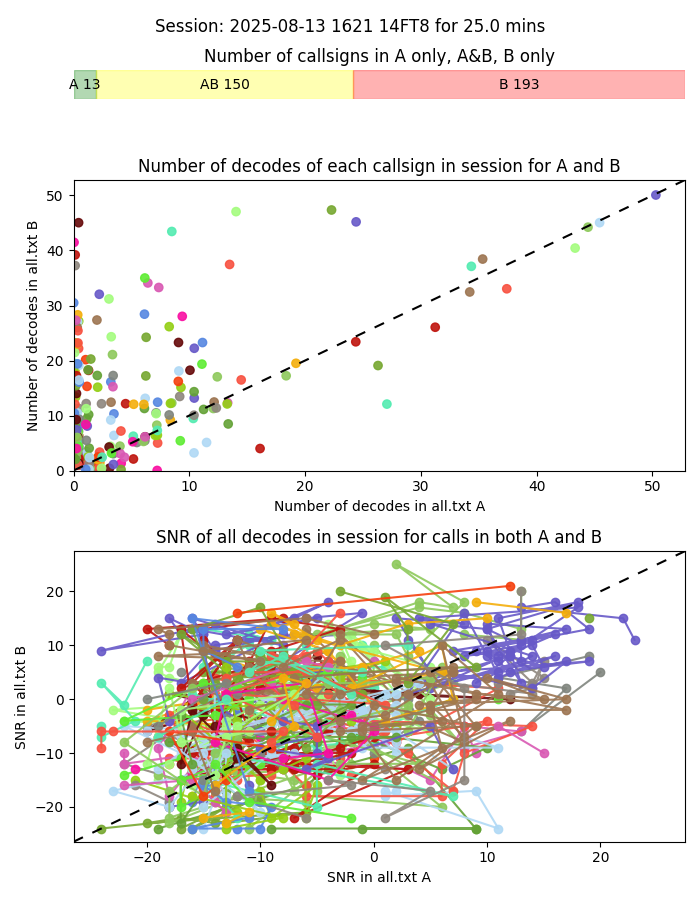 Session: 2025-08-13 1621 14FT8 for 25.0 mins
Number of callsigns in A only, A&B, B only
A 13 AB 150 B 193
Number of decodes of each callsign in session for A and B
50
40
30
20
10
0
Number of decodes in all.txt B
0 10 20 30 40 50
Number of decodes in all.txt A
SNR of all decodes in session for calls in both A and B
20
10
0
−10
−20
SNR in all.txt B
−20 −10 0 10 20
SNR in all.txt A